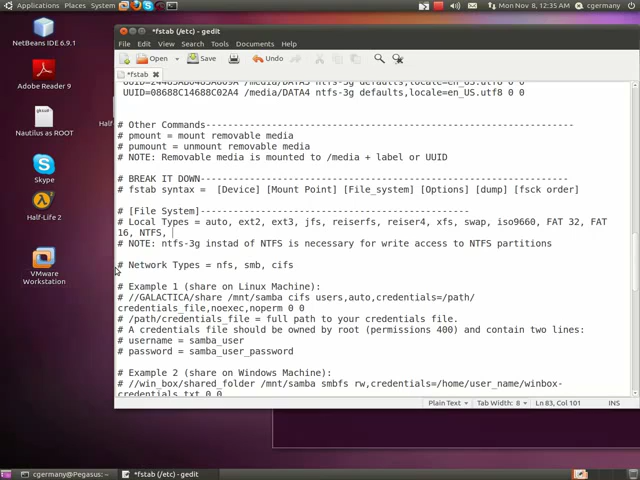 Applications Places System
Mon Nov 8, 12:35 AM
cgermany
*fstab (/etc) - gedit
File Edit View Search Tools Documents Help
Open Save Undo
*fstab
UUID=08688C14688C02A4 /media/DATA4 ntfs-3g defaults,locale=en_US.utf8 0 0
# Other Commands
# pmount = mount removable media
# pumount = unmount removable media
# NOTE: Removable media is mounted to /media + label or UUID
# BREAK IT DOWN
# fstab syntax = [Device] [Mount Point] [File_system] [Options] [dump] [fsck order]
# [File System]
# Local Types = auto, ext2, ext3, jfs, reiserfs, reiser4, xfs, swap, iso9660, FAT 32, FAT
16, NTFS,
# NOTE: ntfs-3g instad of NTFS is necessary for write access to NTFS partitions
# Network Types = nfs, smb, cifs
# Example 1 (share on Linux Machine):
# //GALACTICA/share /mnt/samba cifs users,auto,credentials=/path/
credentials_file,noexec,noperm 0 0
# /path/credentials_file = full path to your credentials file.
# A credentials file should be owned by root (permissions 400) and contain two lines:
# username = samba_user
# password = samba_user_password
# Example 2 (share on Windows Machine):
# //win_box/shared_folder /mnt/samba smbfs rw,credentials=/home/user_name/winbox-
credentials.txt 0 0
Plain Text Tab Width: 8 Ln 83, Col 101 INS
NetBeans IDE 6.9.1
Adobe Reader 9
Nautilus as ROOT
Half
Skype
Half-Life 2
VMware
Workstation
cgermany@Pegasus: ~
*fstab (/etc) - gedit